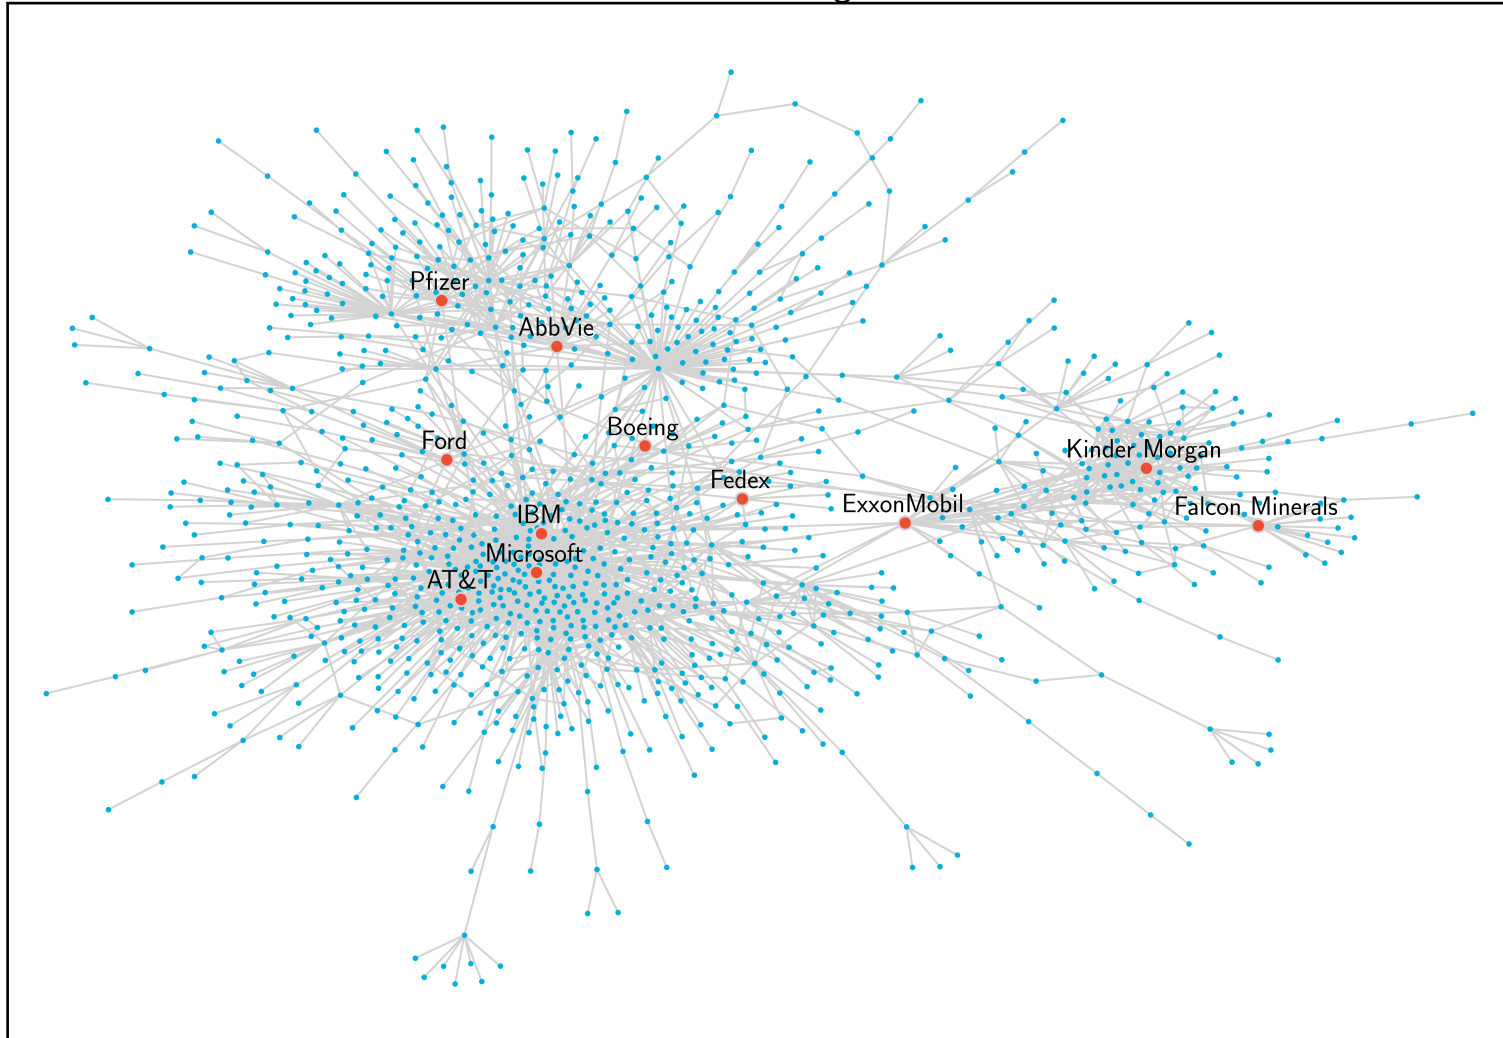 Pfizer
AbbVie
Boeing
Ford
Kinder Morgan
Fedex
ExxonMobil
Falcon Minerals
IBM
Microsoft
AT&T